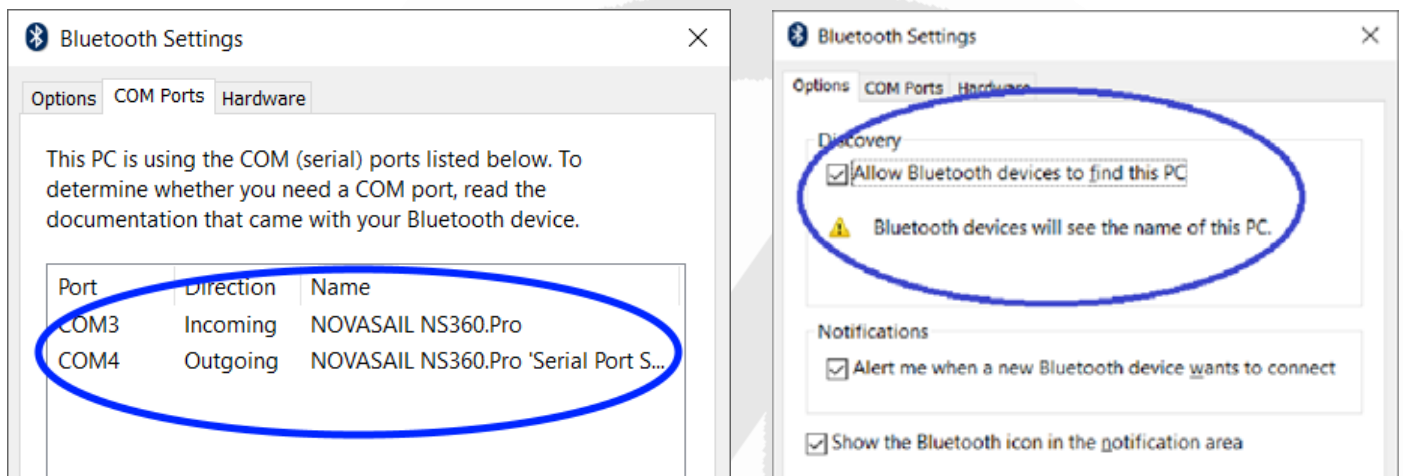 Bluetooth Settings
Options COM Ports Hardware
This PC is using the COM (serial) ports listed below. To
determine whether you need a COM port, read the
documentation that came with your Bluetooth device.
Port Direction Name
COM3 Incoming NOVASAIL NS360.Pro
COM4 Outgoing NOVASAIL NS360.Pro 'Serial Port S...
Bluetooth Settings
Options COM Ports Hardware
Discovery
Allow Bluetooth devices to find this PC
Bluetooth devices will see the name of this PC.
Notifications
Alert me when a new Bluetooth device wants to connect
Show the Bluetooth icon in the notification area